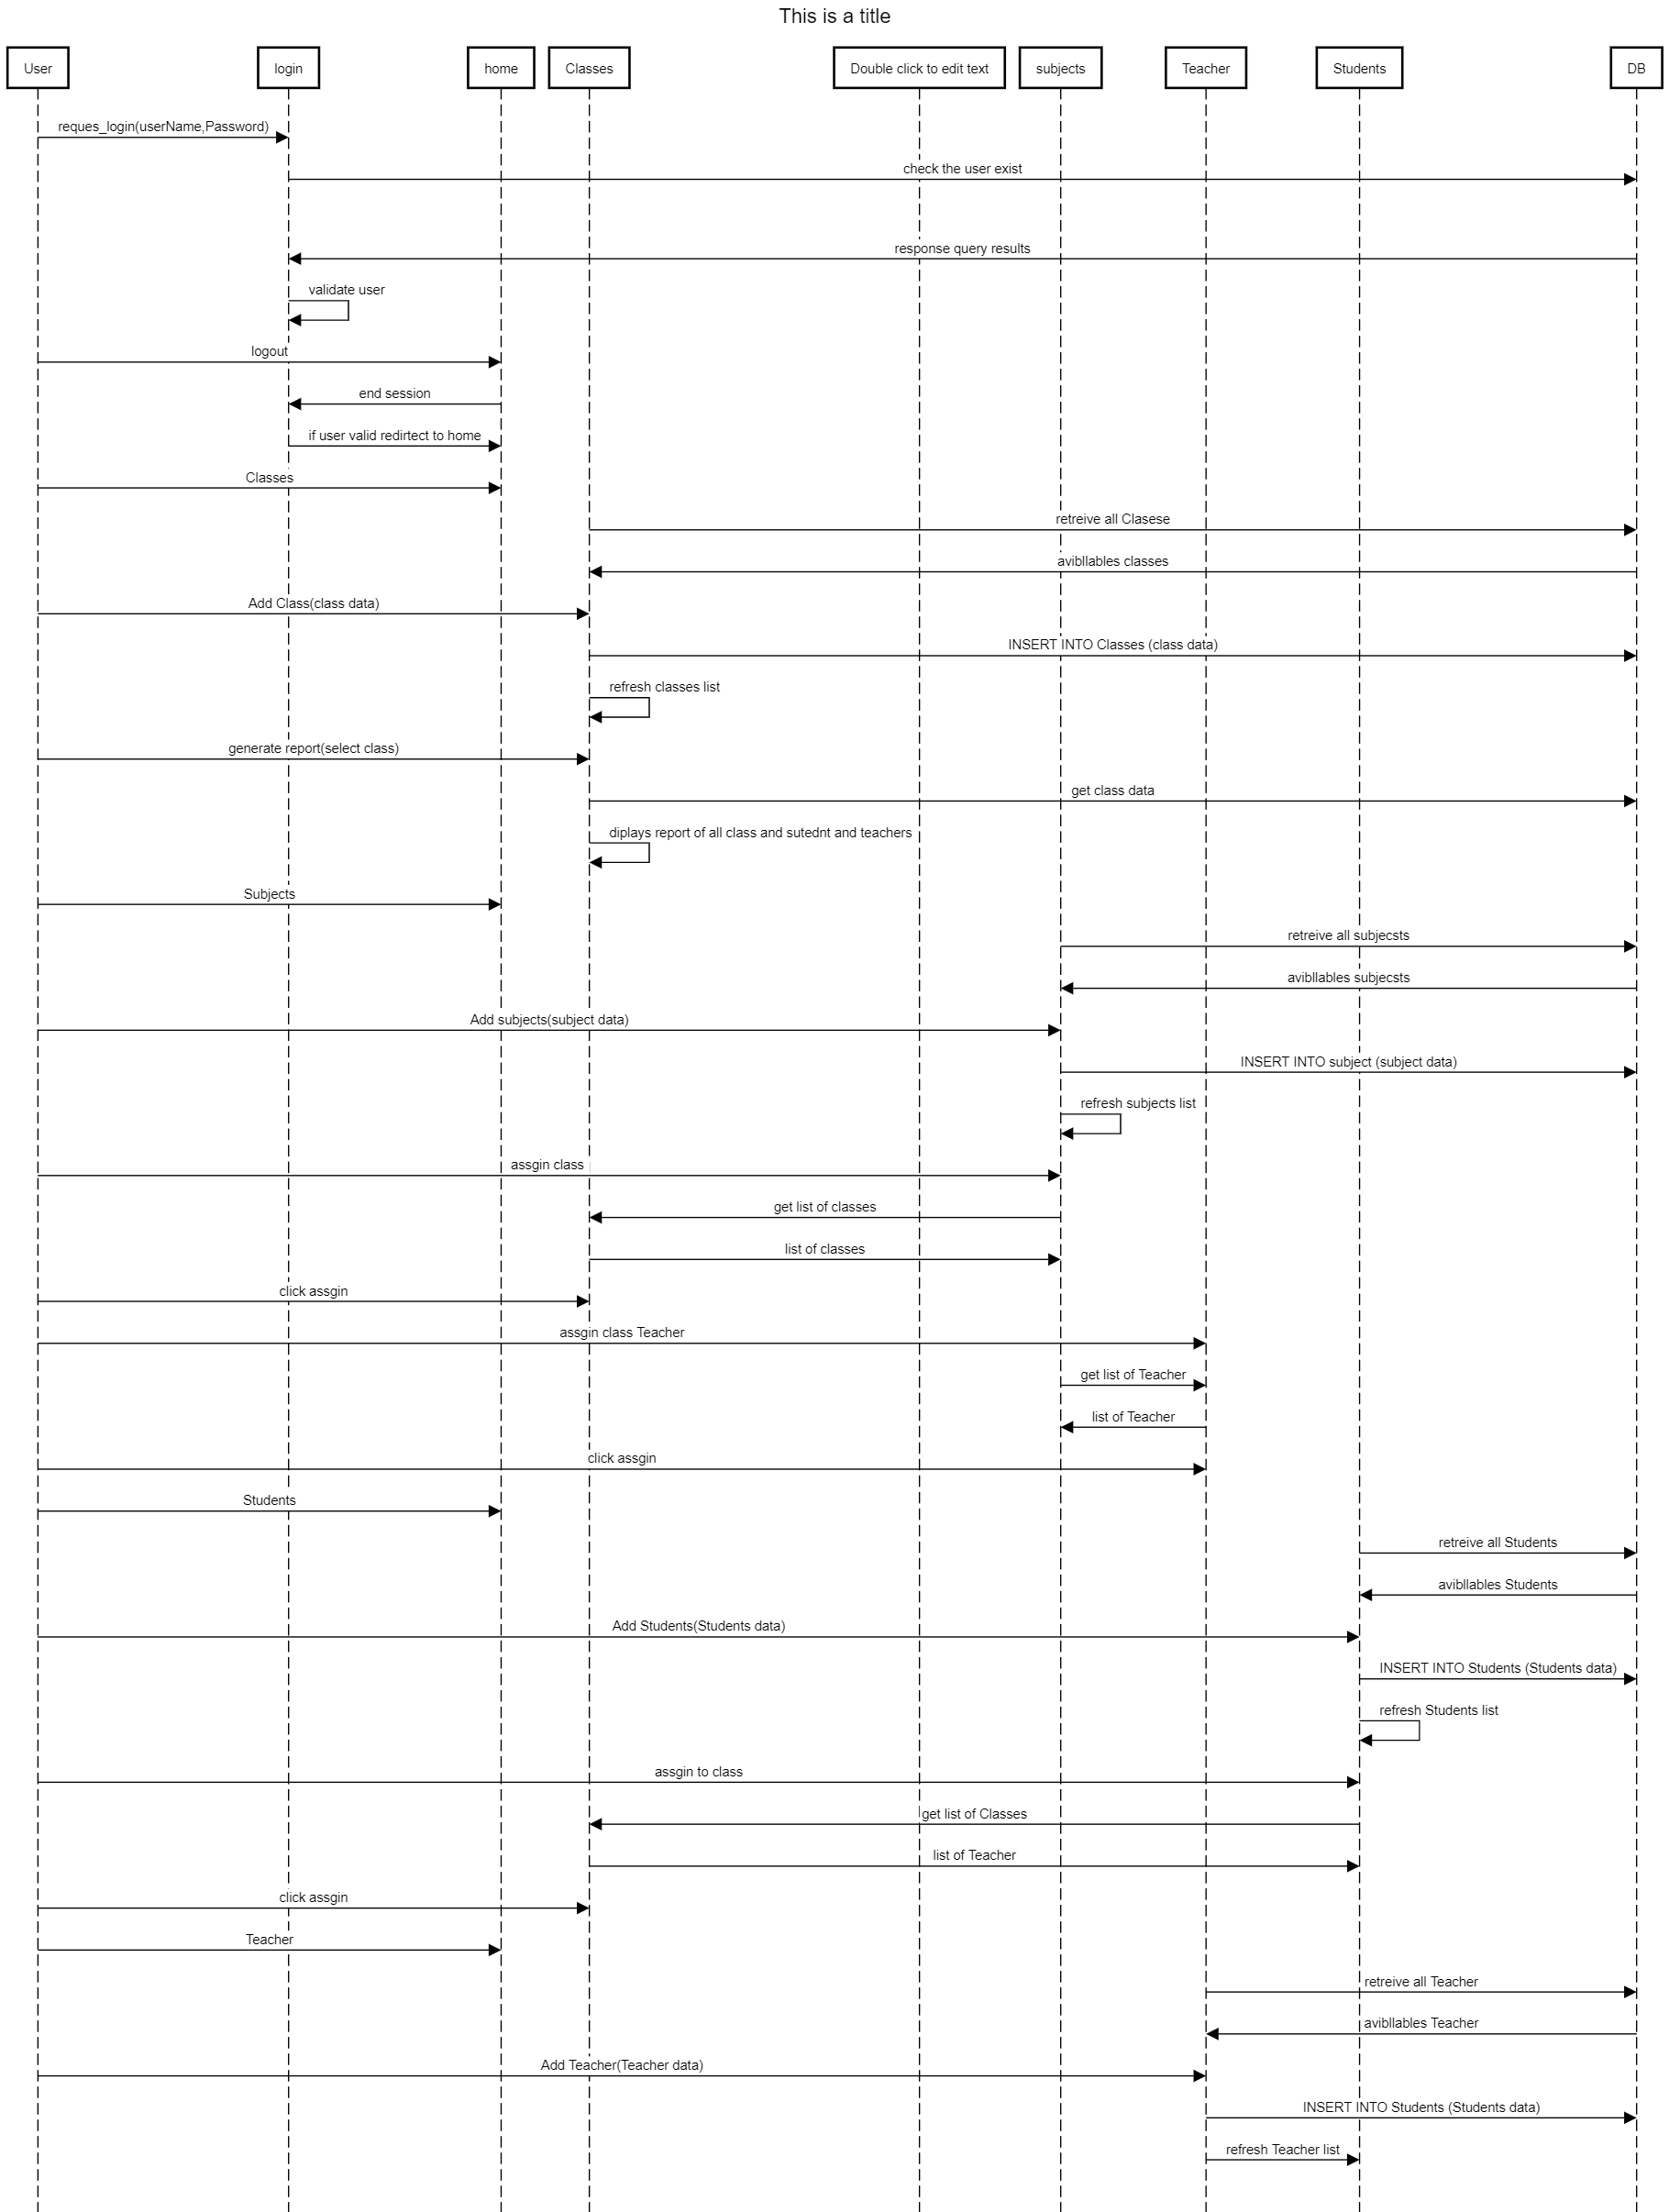 This is a title
User
login
home
Classes
Double click to edit text
subjects
Teacher
Students
DB
reques_login(userName,Password)
check the user exist
response query results
validate user
logout
end session
if user valid redirtect to home
Classes
retreive all Clasese
avibllables classes
Add Class(class data)
INSERT INTO Classes (class data)
refresh classes list
generate report(select class)
get class data
diplays report of all class and sutednt and teachers
Subjects
retreive all subjecsts
avibllables subjecsts
Add subjects(subject data)
INSERT INTO subject (subject data)
refresh subjects list
assgin class
get list of classes
list of classes
click assgin
assgin class Teacher
get list of Teacher
list of Teacher
click assgin
Students
retreive all Students
avibllables Students
Add Students(Students data)
INSERT INTO Students (Students data)
refresh Students list
assgin to class
get list of Classes
list of Teacher
click assgin
Teacher
retreive all Teacher
avibllables Teacher
Add Teacher(Teacher data)
INSERT INTO Students (Students data)
refresh Teacher list